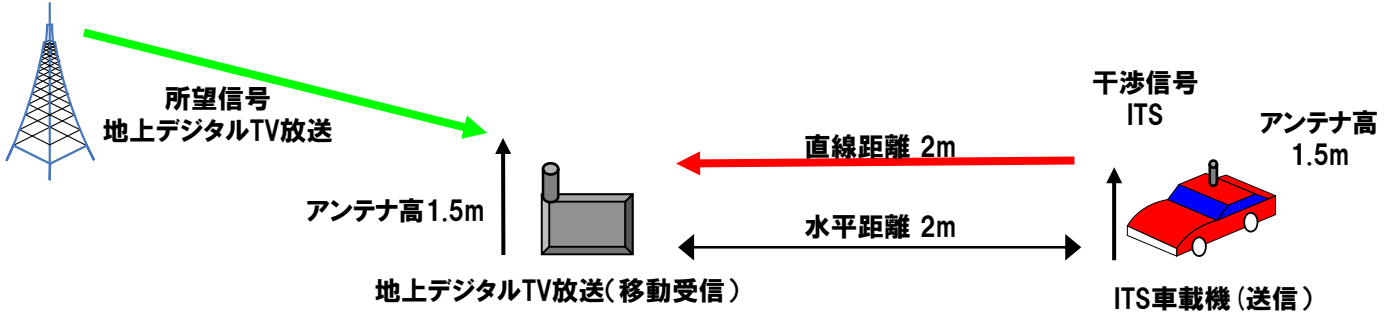 所望信号
地上デジタルTV放送
アンテナ高1.5m
地上デジタルTV放送(移動受信)
直線距離 2m
水平距離 2m
干渉信号
ITS
アンテナ高
1.5m
ITS車載機(送信)